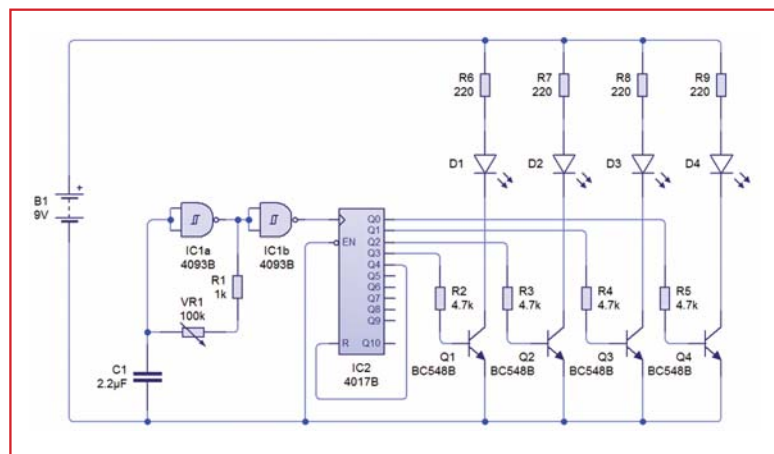 R6
220
R7
220
R8
220
R9
220
D1
D2
D3
D4
B1
9V
+
IC1a
4093B
IC1b
4093B
R1
1k
VR1
100k
C1
2.2µF
EN
R
Q0
Q1
Q2
Q3
Q4
Q5
Q6
Q7
Q8
Q9
Q10
IC2
4017B
R2
4.7k
R3
4.7k
R4
4.7k
R5
4.7k
Q1
BC548B
Q2
BC548B
Q3
BC548B
Q4
BC548B